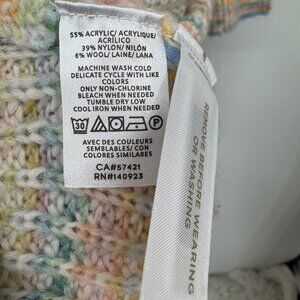 55% ACRYLIC/ ACRYLIQUE/
ACRÍLICO
39% NYLON/ NILÓN
6% WOOL/ LAINE/ LANA
MACHINE WASH COLD
DELICATE CYCLE WITH LIKE
COLORS
ONLY NON-CHLORINE
BLEACH WHEN NEEDED
TUMBLE DRY LOW
COOL IRON WHEN NEEDED
30
P
AVEC DES COULEURS
SEMBLABLES/ CON
COLORES SIMILARES
CA#57421
RN#140923
REMOVE BEFORE WEARING
OR WASHING